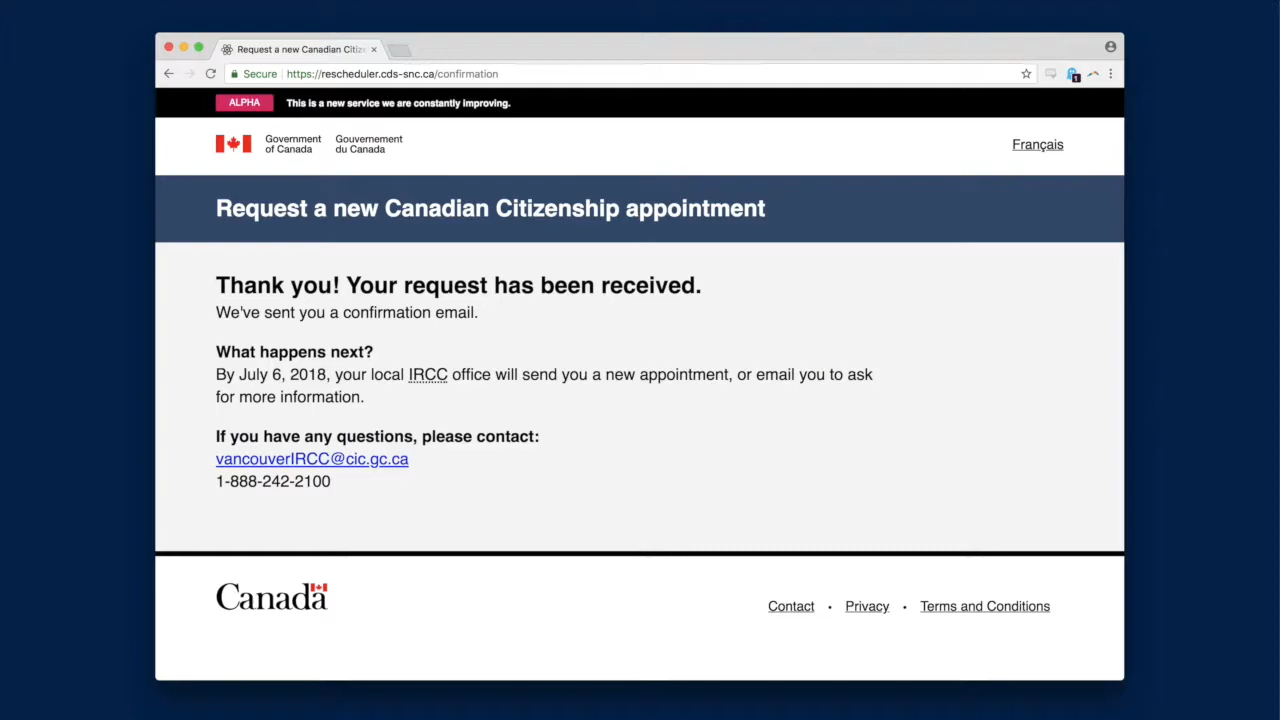 Request a new Canadian Citize
Secure https://rescheduler.cds-snc.ca/confirmation
1
ALPHA This is a new service we are constantly improving.
Government Gouvernement
of Canada du Canada
Français
Request a new Canadian Citizenship appointment
Thank you! Your request has been received.
We've sent you a confirmation email.
What happens next?
By July 6, 2018, your local IRCC office will send you a new appointment, or email you to ask
for more information.
If you have any questions, please contact:
vancouverIRCC@cic.gc.ca
1-888-242-2100
Canada
Contact • Privacy • Terms and Conditions